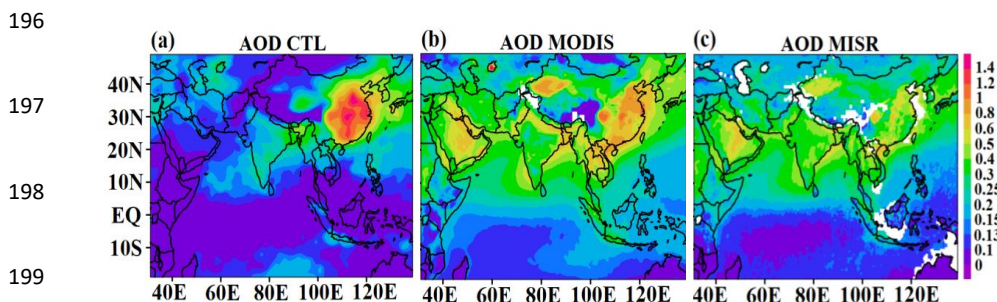 196
(a) AOD CTL
(b) AOD MODIS
(c) AOD MISR
40N
30N
20N
10N
EQ
10S
197
198
199
40E 60E 80E 100E 120E
40E 60E 80E 100E 120E
40E 60E 80E 100E 120E
1.4
1
0.8
0.6
0.5
0.4
0.3
0.25
0.2
0.15
0.13
0.1
0